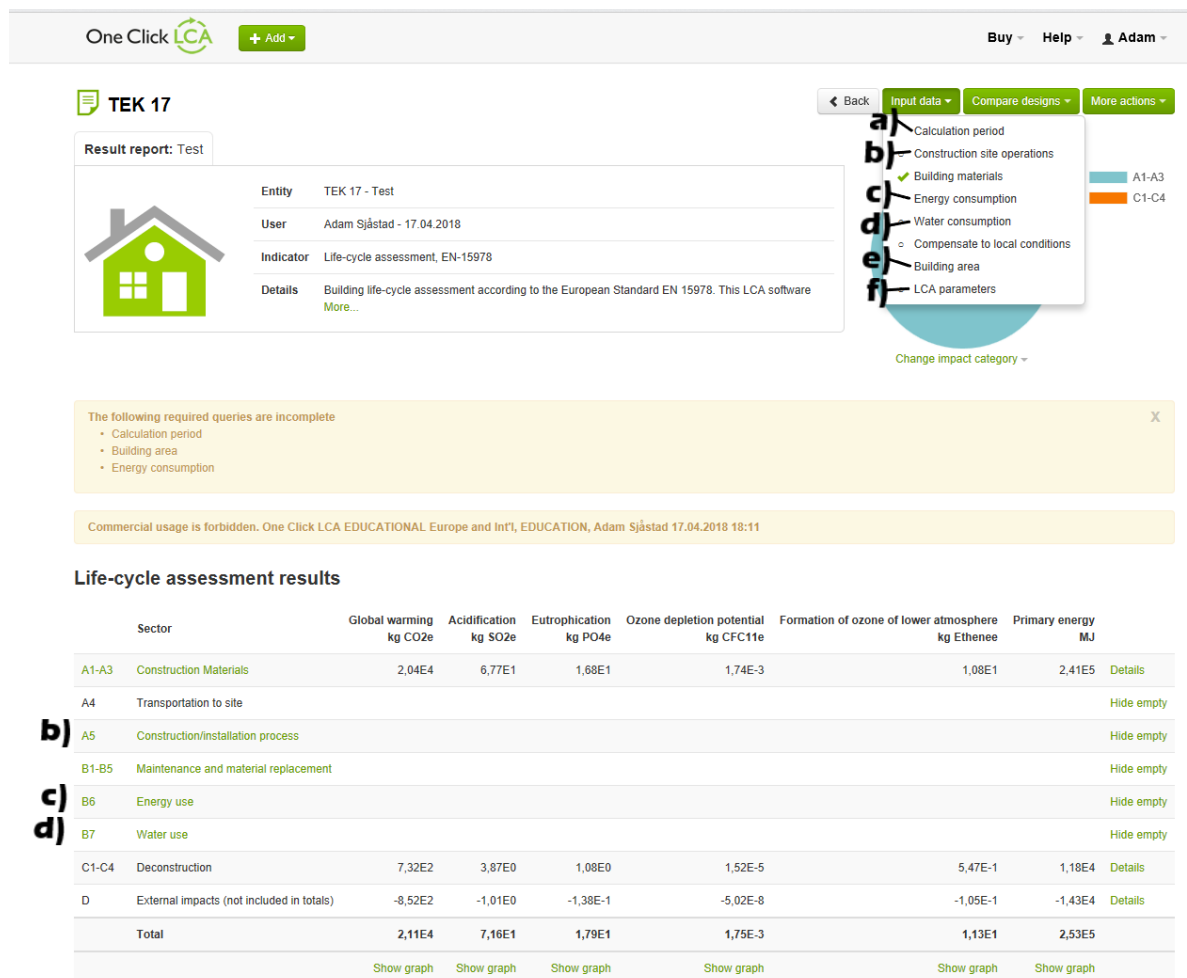 One Click LCA
+ Add
Buy Help Adam
TEK 17
Back Input data Compare designs More actions
a) Calculation period
b) Construction site operations
Building materials
c) Energy consumption
d) Water consumption
Compensate to local conditions
e) Building area
f) LCA parameters
A1-A3
C1-C4
Change impact category
Result report: Test
Entity TEK 17 - Test
User Adam Sjåstad - 17.04.2018
Indicator Life-cycle assessment, EN-15978
Details Building life-cycle assessment according to the European Standard EN 15978. This LCA software
More...
The following required queries are incomplete X
• Calculation period
• Building area
• Energy consumption
Commercial usage is forbidden. One Click LCA EDUCATIONAL Europe and Int'l, EDUCATION, Adam Sjåstad 17.04.2018 18:11
Life-cycle assessment results
Sector Global warming kg CO2e Acidification kg SO2e Eutrophication kg PO4e Ozone depletion potential kg CFC11e Formation of ozone of lower atmosphere kg Ethenee Primary energy MJ
A1-A3 Construction Materials 2,04E4 6,77E1 1,68E1 1,74E-3 1,08E1 2,41E5 Details
A4 Transportation to site Hide empty
b) A5 Construction/installation process Hide empty
B1-B5 Maintenance and material replacement Hide empty
c) B6 Energy use Hide empty
d) B7 Water use Hide empty
C1-C4 Deconstruction 7,32E2 3,87E0 1,08E0 1,52E-5 5,47E-1 1,18E4 Details
D External impacts (not included in totals) -8,52E2 -1,01E0 -1,38E-1 -5,02E-8 -1,05E-1 -1,43E4 Details
Total 2,11E4 7,16E1 1,79E1 1,75E-3 1,13E1 2,53E5
Show graph Show graph Show graph Show graph Show graph Show graph